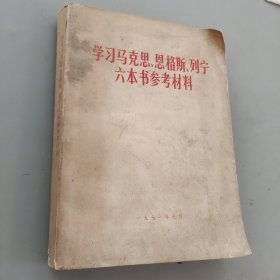 学习马克思、恩格斯、列宁
六本书参考材料
一九七一年七月